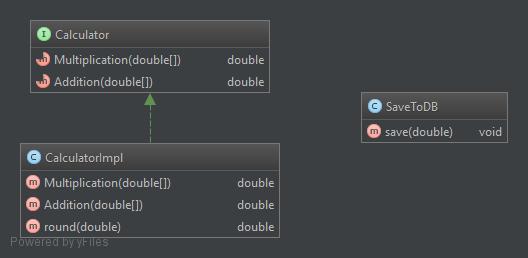 I Calculator
m Multiplication(double[]) double
m Addition(double[]) double
C SaveToDB
m save(double) void
C CalculatorImpl
m Multiplication(double[]) double
m Addition(double[]) double
m round(double) double
Powered by yFiles